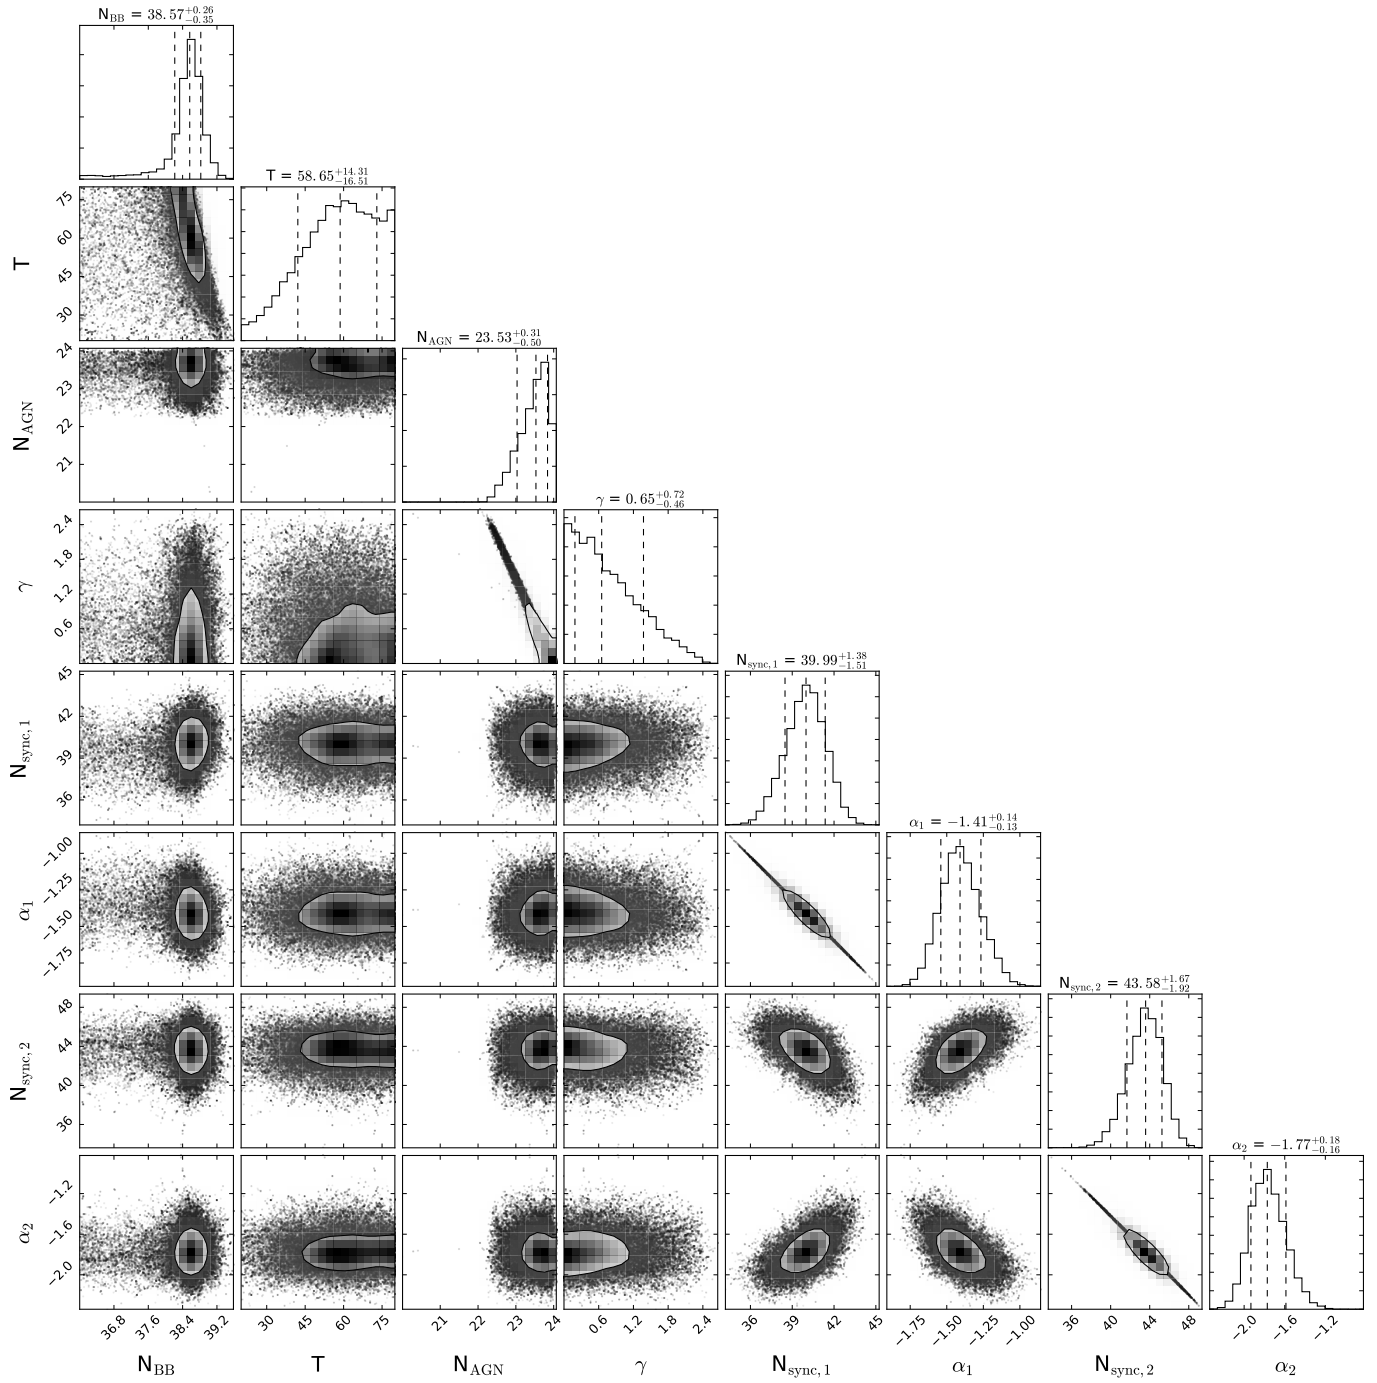 N_BB = 38.57 +0.26 −0.35
T = 58.65 +14.31 −16.51
N_AGN = 23.53 +0.31 −0.50
γ = 0.65 +0.72 −0.46
N_sync,1 = 39.99 +1.38 −1.51
α_1 = −1.41 +0.14 −0.13
N_sync,2 = 43.58 +1.67 −1.92
α_2 = −1.77 +0.18 −0.16
75
60
45
30
T
24
23
22
21
N_AGN
2.4
1.8
1.2
0.6
γ
45
42
39
36
N_sync,1
−1.00
−1.25
−1.50
−1.75
α_1
48
44
40
36
N_sync,2
−1.2
−1.6
−2.0
α_2
36.8 37.6 38.4 39.2 30 45 60 75 21 22 23 24 0.6 1.2 1.8 2.4 36 39 42 45 −1.75 −1.50 −1.25 −1.00 36 40 44 48 −2.0 −1.6 −1.2
N_BB T N_AGN γ N_sync,1 α_1 N_sync,2 α_2